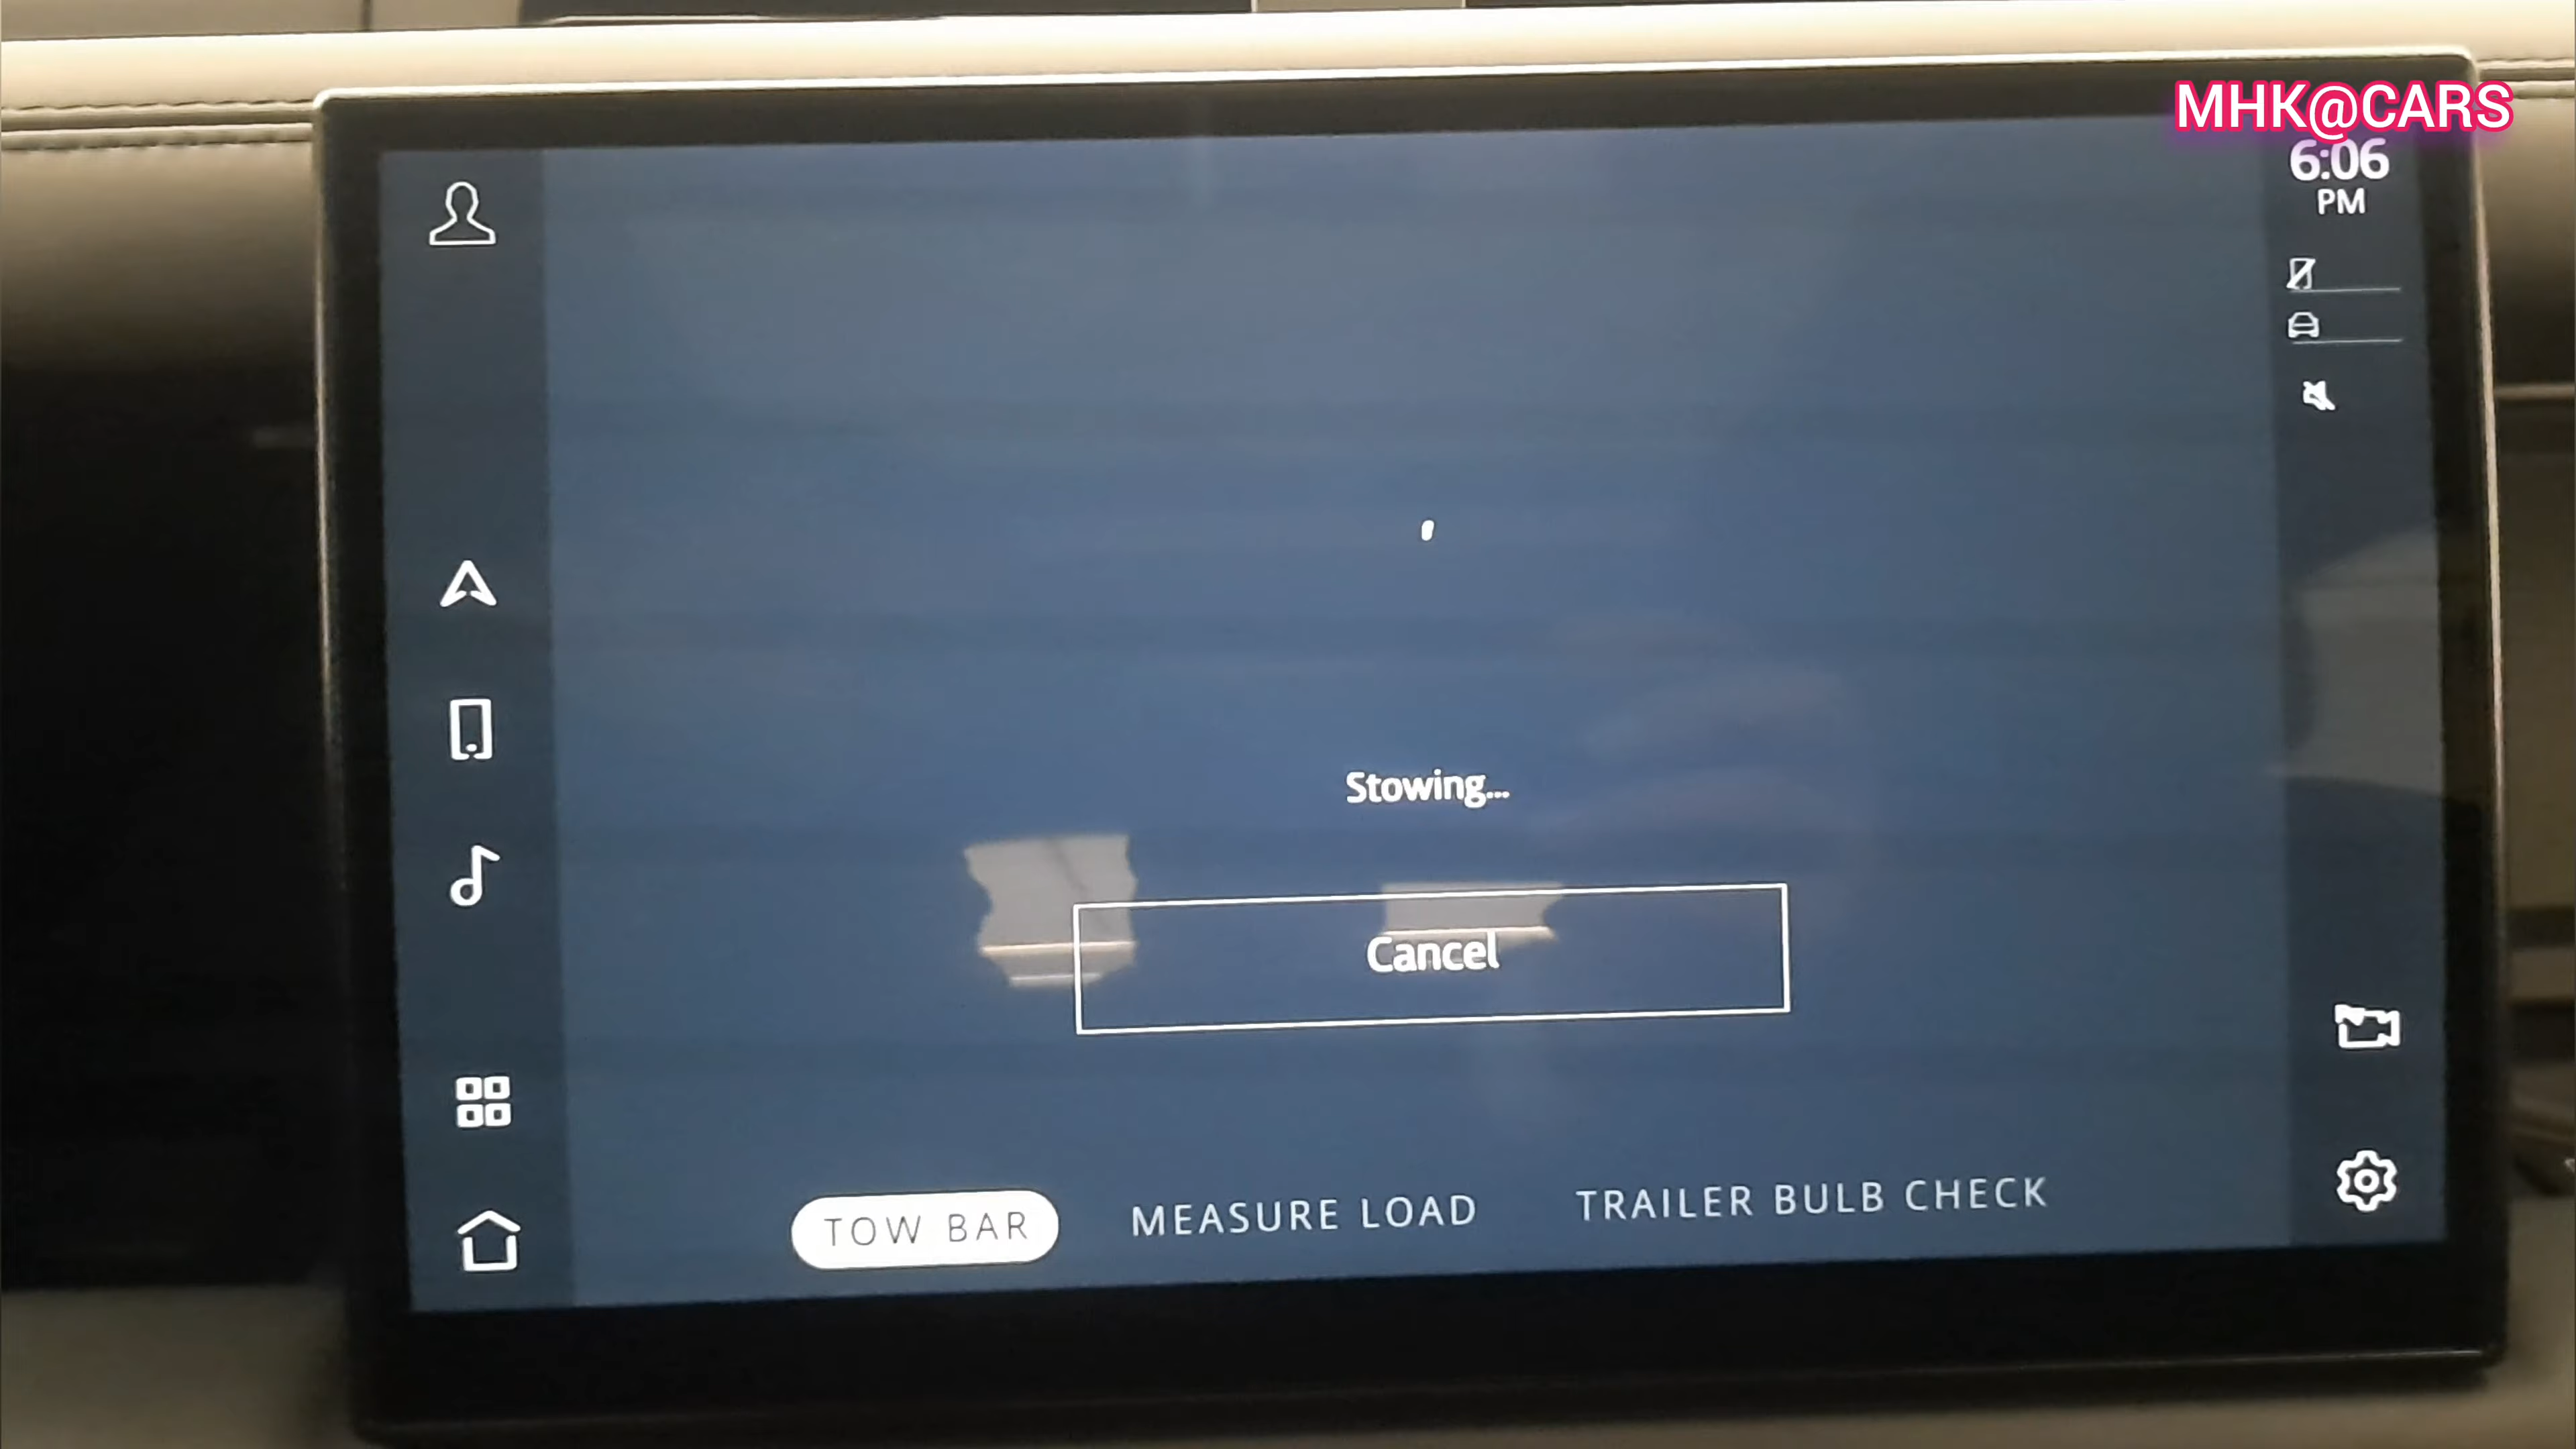 MHK@CARS
6:06
PM
Stowing...
Cancel
TOW BAR
MEASURE LOAD
TRAILER BULB CHECK